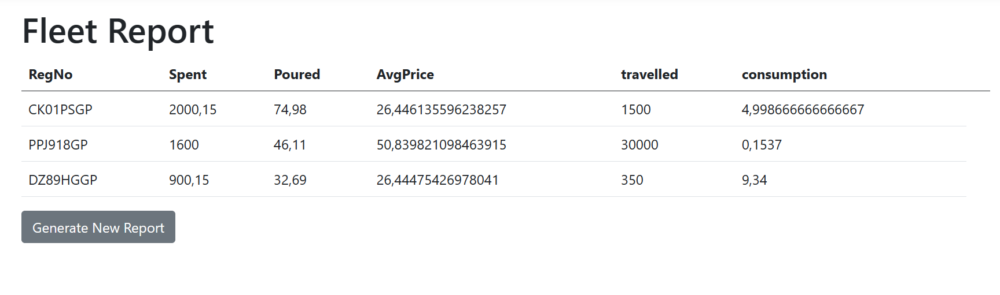 Fleet Report
RegNo Spent Poured AvgPrice travelled consumption
CK01PSGP 2000,15 74,98 26,446135596238257 1500 4,998666666666667
PPJ918GP 1600 46,11 50,839821098463915 30000 0,1537
DZ89HGGP 900,15 32,69 26,44475426978041 350 9,34
Generate New Report